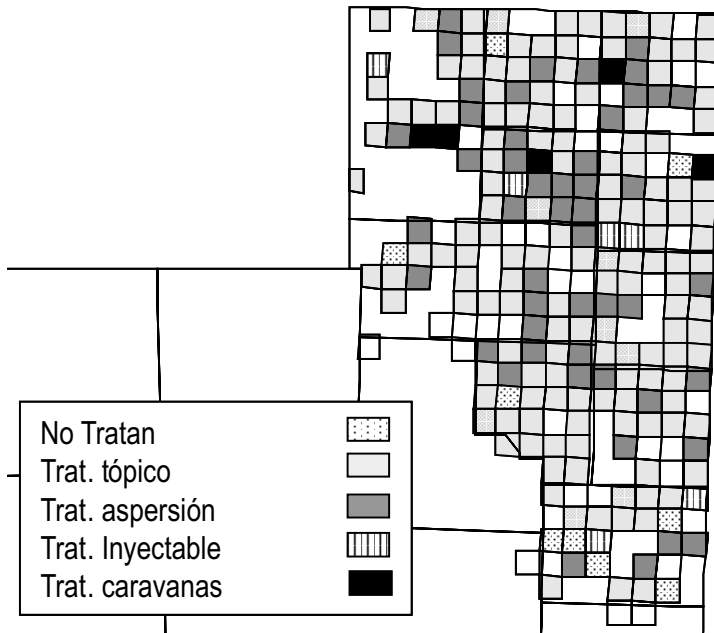 No Tratan
Trat. tópico
Trat. aspersión
Trat. Inyectable
Trat. caravanas